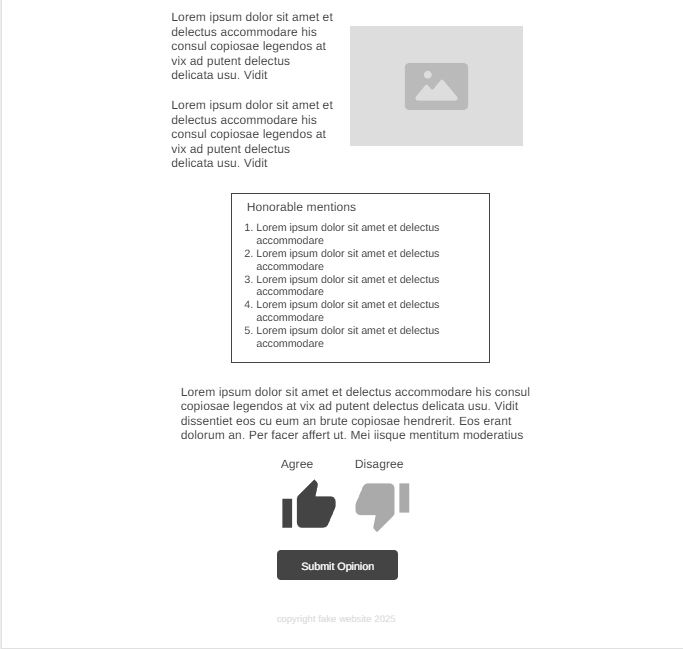 Lorem ipsum dolor sit amet et
delectus accommodare his
consul copiosae legendos at
vix ad putent delectus
delicata usu. Vidit
Lorem ipsum dolor sit amet et
delectus accommodare his
consul copiosae legendos at
vix ad putent delectus
delicata usu. Vidit
Honorable mentions
1. Lorem ipsum dolor sit amet et delectus
accommodare
2. Lorem ipsum dolor sit amet et delectus
accommodare
3. Lorem ipsum dolor sit amet et delectus
accommodare
4. Lorem ipsum dolor sit amet et delectus
accommodare
5. Lorem ipsum dolor sit amet et delectus
accommodare
Lorem ipsum dolor sit amet et delectus accommodare his consul
copiosae legendos at vix ad putent delectus delicata usu. Vidit
dissentiet eos cu eum an brute copiosae hendrerit. Eos erant
dolorum an. Per facer affert ut. Mei iisque mentitum moderatius
Agree Disagree
Submit Opinion
copyright fake website 2025